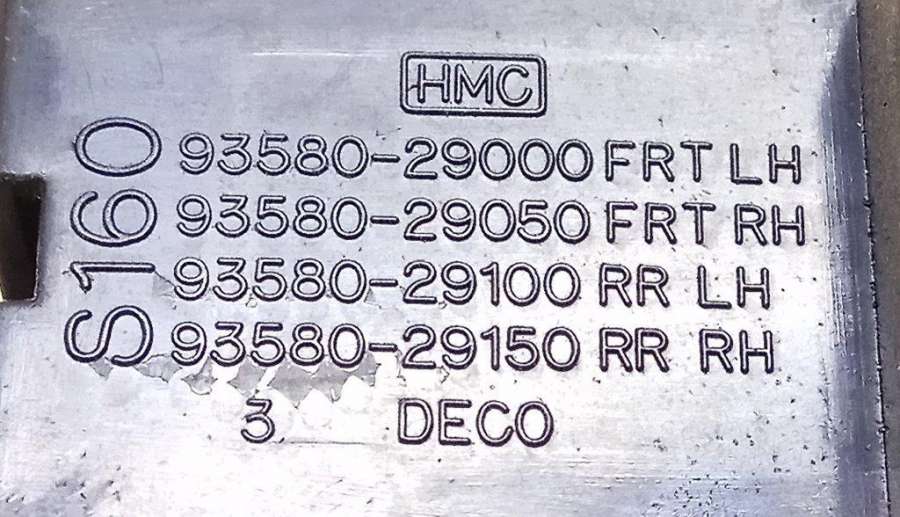 HMC
S160
93580-29000 FRT LH
93580-29050 FRT RH
93580-29100 RR LH
93580-29150 RR RH
3 DECO